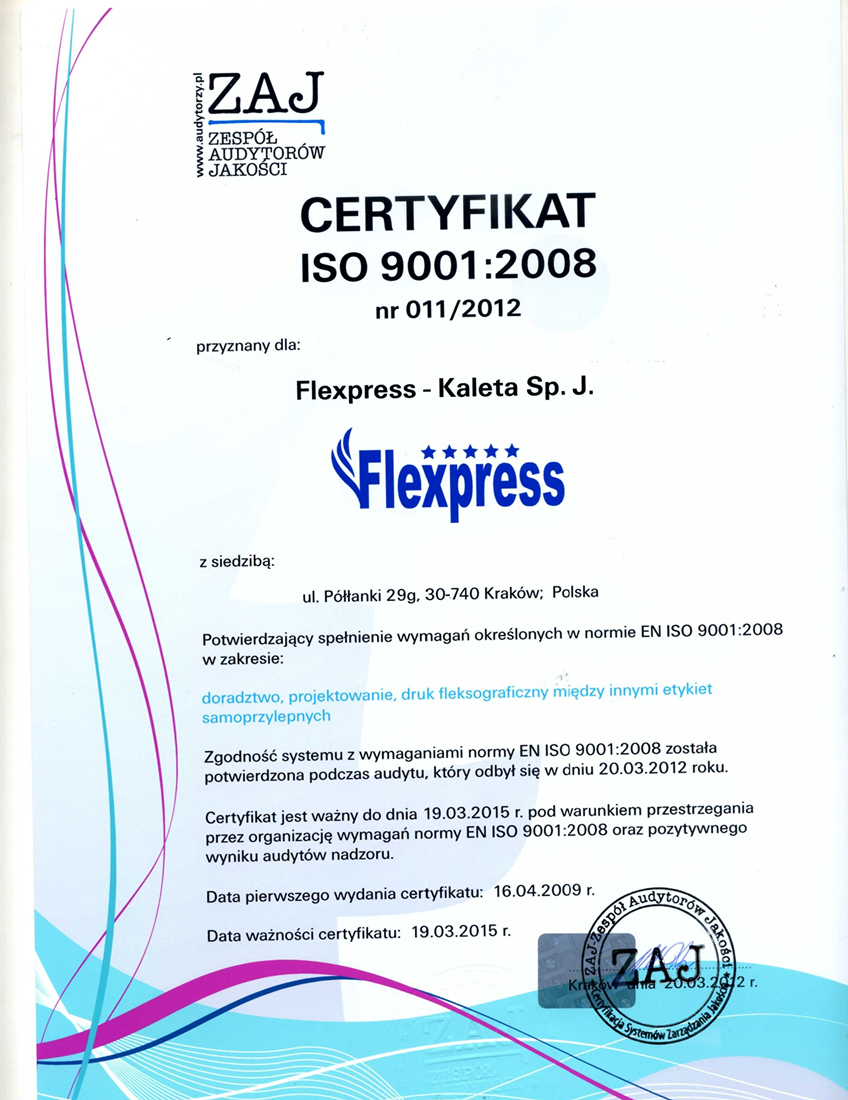 www.audytorzy.pl
ZAJ
ZESPÓŁ
AUDYTORÓW
JAKOŚCI
CERTYFIKAT
ISO 9001:2008
nr 011/2012
przyznany dla:
Flexpress - Kaleta Sp. J.
Flexpress
z siedzibą:
ul. Półłanki 29g, 30-740 Kraków; Polska
Potwierdzający spełnienie wymagań określonych w normie EN ISO 9001:2008
w zakresie:
doradztwo, projektowanie, druk fleksograficzny między innymi etykiet
samoprzylepnych
Zgodność systemu z wymaganiami normy EN ISO 9001:2008 została
potwierdzona podczas audytu, który odbył się w dniu 20.03.2012 roku.
Certyfikat jest ważny do dnia 19.03.2015 r. pod warunkiem przestrzegania
przez organizację wymagań normy EN ISO 9001:2008 oraz pozytywnego
wyniku audytów nadzoru.
Data pierwszego wydania certyfikatu: 16.04.2009 r.
Data ważności certyfikatu: 19.03.2015 r.
ZAJ-Zespół Audytorów Jakości
ZAJ
Kraków dnia 20.03.2012 r.
Certyfikacja Systemów Zarządzania Jakością